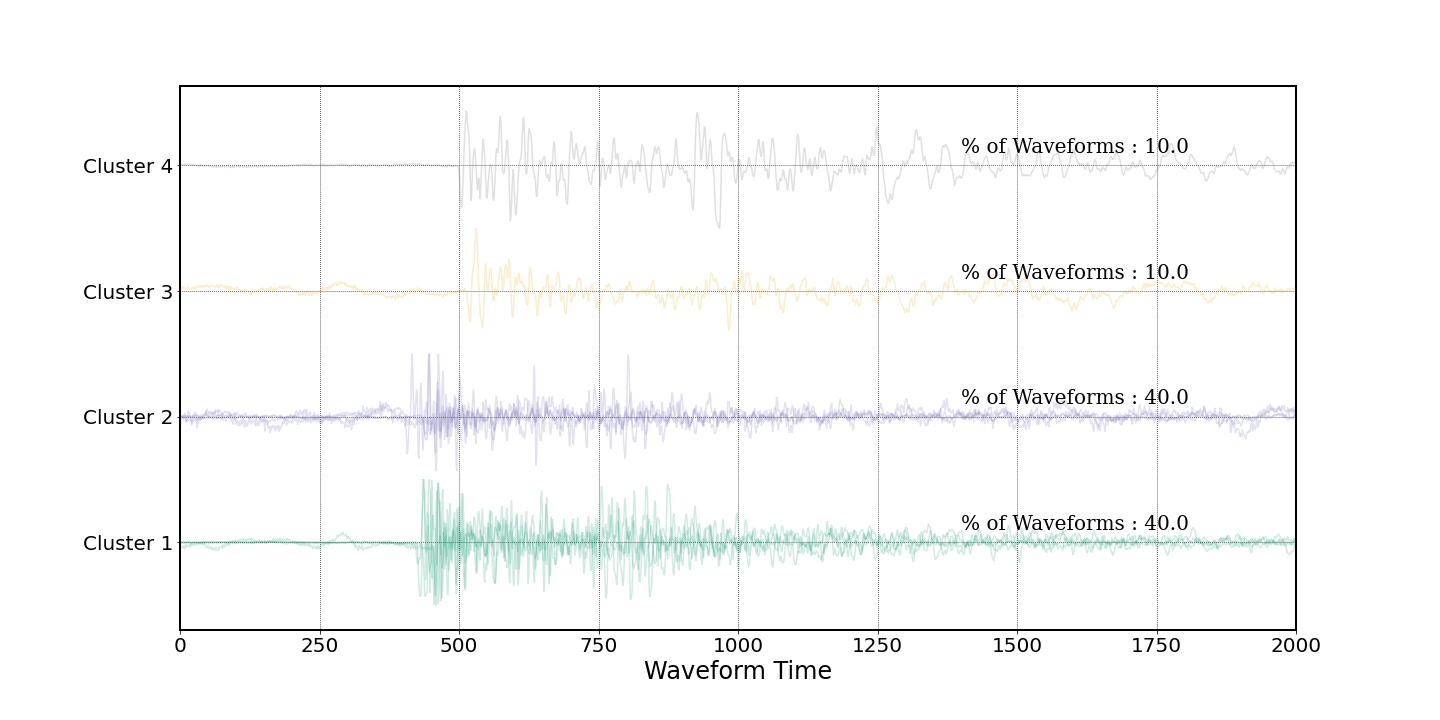 Cluster 4
% of Waveforms : 10.0
Cluster 3
% of Waveforms : 10.0
Cluster 2
% of Waveforms : 40.0
Cluster 1
% of Waveforms : 40.0
0 250 500 750 1000 1250 1500 1750 2000
Waveform Time